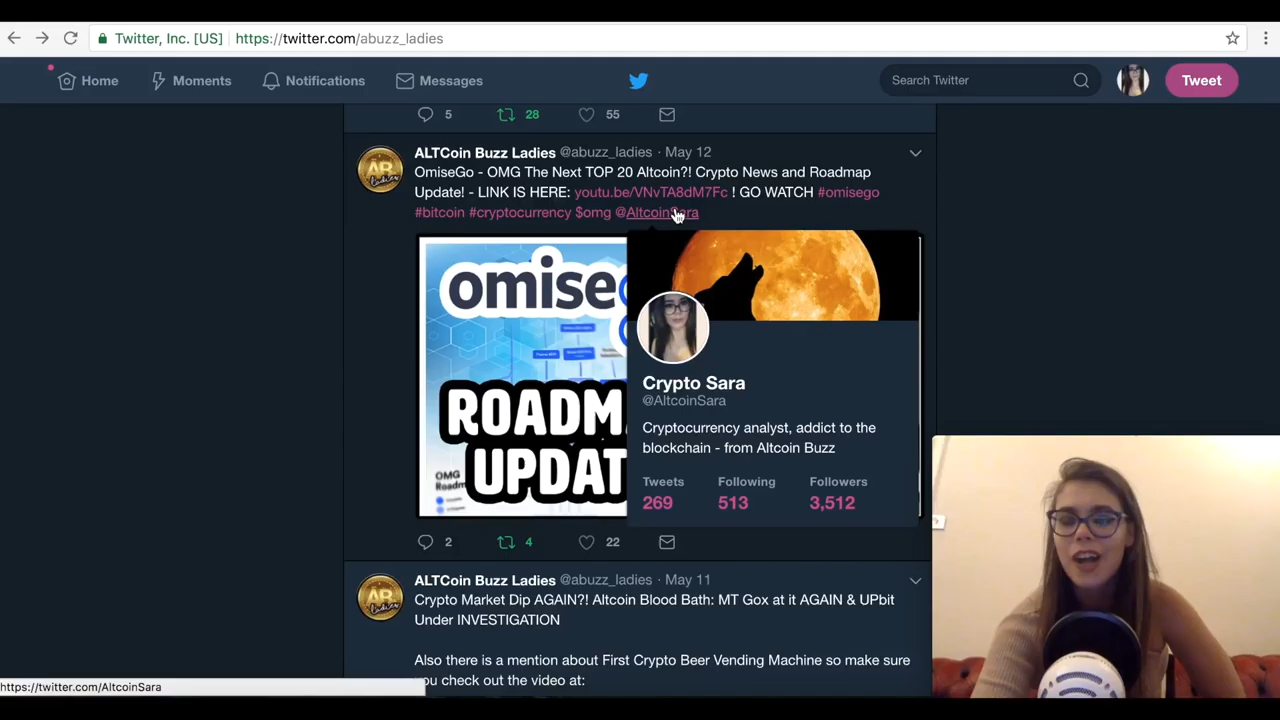 Twitter, Inc. [US] https://twitter.com/abuzz_ladies
Home Moments Notifications Messages Search Twitter Tweet
5 28 55
ALTCoin Buzz Ladies @abuzz_ladies · May 12
OmiseGo - OMG The Next TOP 20 Altcoin?! Crypto News and Roadmap
Update! - LINK IS HERE: youtu.be/VNvTA8dM7Fc ! GO WATCH #omisego
#bitcoin #cryptocurrency $omg @AltcoinSara
omise
ROADM
UPDAT
OMG
Roadm
Crypto Sara
@AltcoinSara
Cryptocurrency analyst, addict to the
blockchain - from Altcoin Buzz
Tweets Following Followers
269 513 3,512
2 4 22
ALTCoin Buzz Ladies @abuzz_ladies · May 11
Crypto Market Dip AGAIN?! Altcoin Blood Bath: MT Gox at it AGAIN & UPbit
Under INVESTIGATION
Also there is a mention about First Crypto Beer Vending Machine so make sure
you check out the video at:
https://twitter.com/AltcoinSara